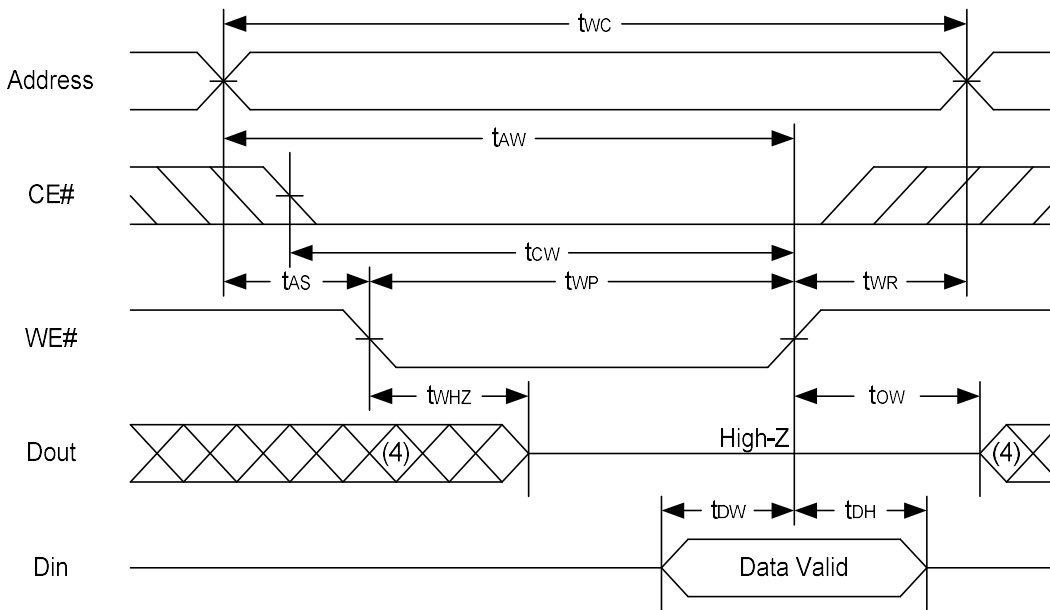 tWC
Address
tAW
CE#
tCW
tAS
tWP
tWR
WE#
tWHZ
tOW
Dout
(4)
High-Z
(4)
tDW
tDH
Din
Data Valid